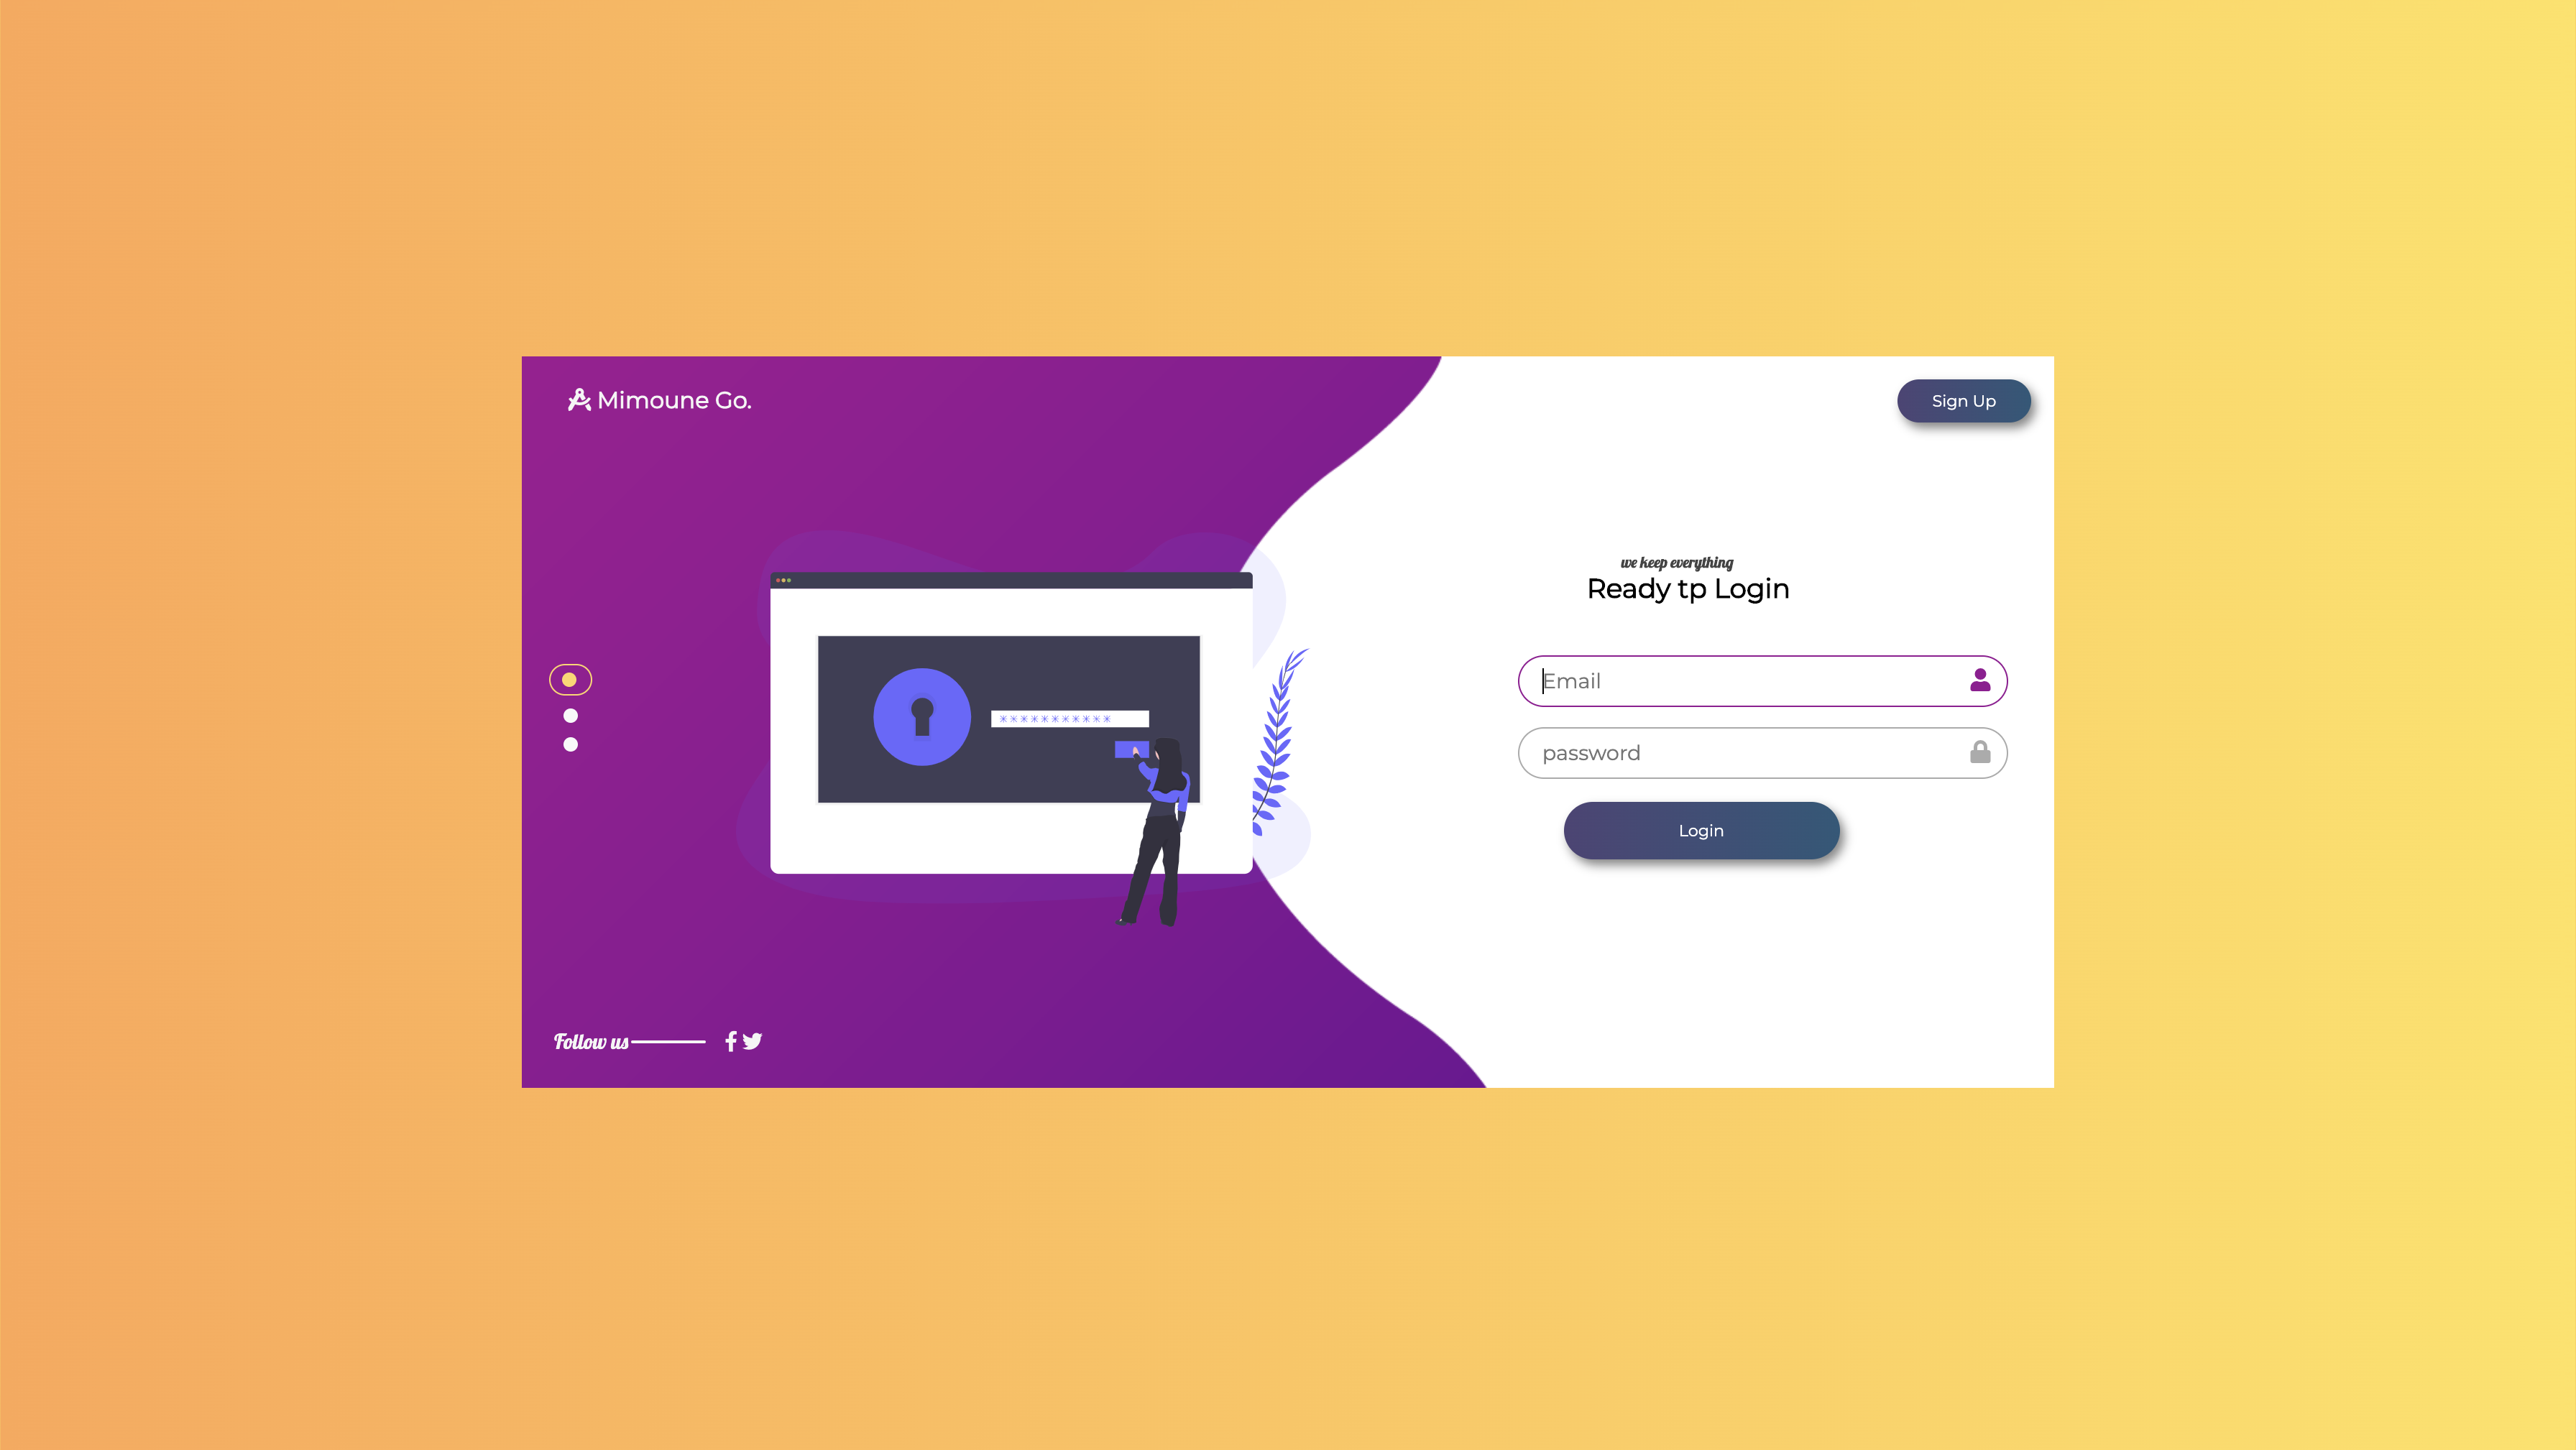 Mimoune Go.
Sign Up
we keep everything
Ready tp Login
Email
password
Login
**********
Follow us